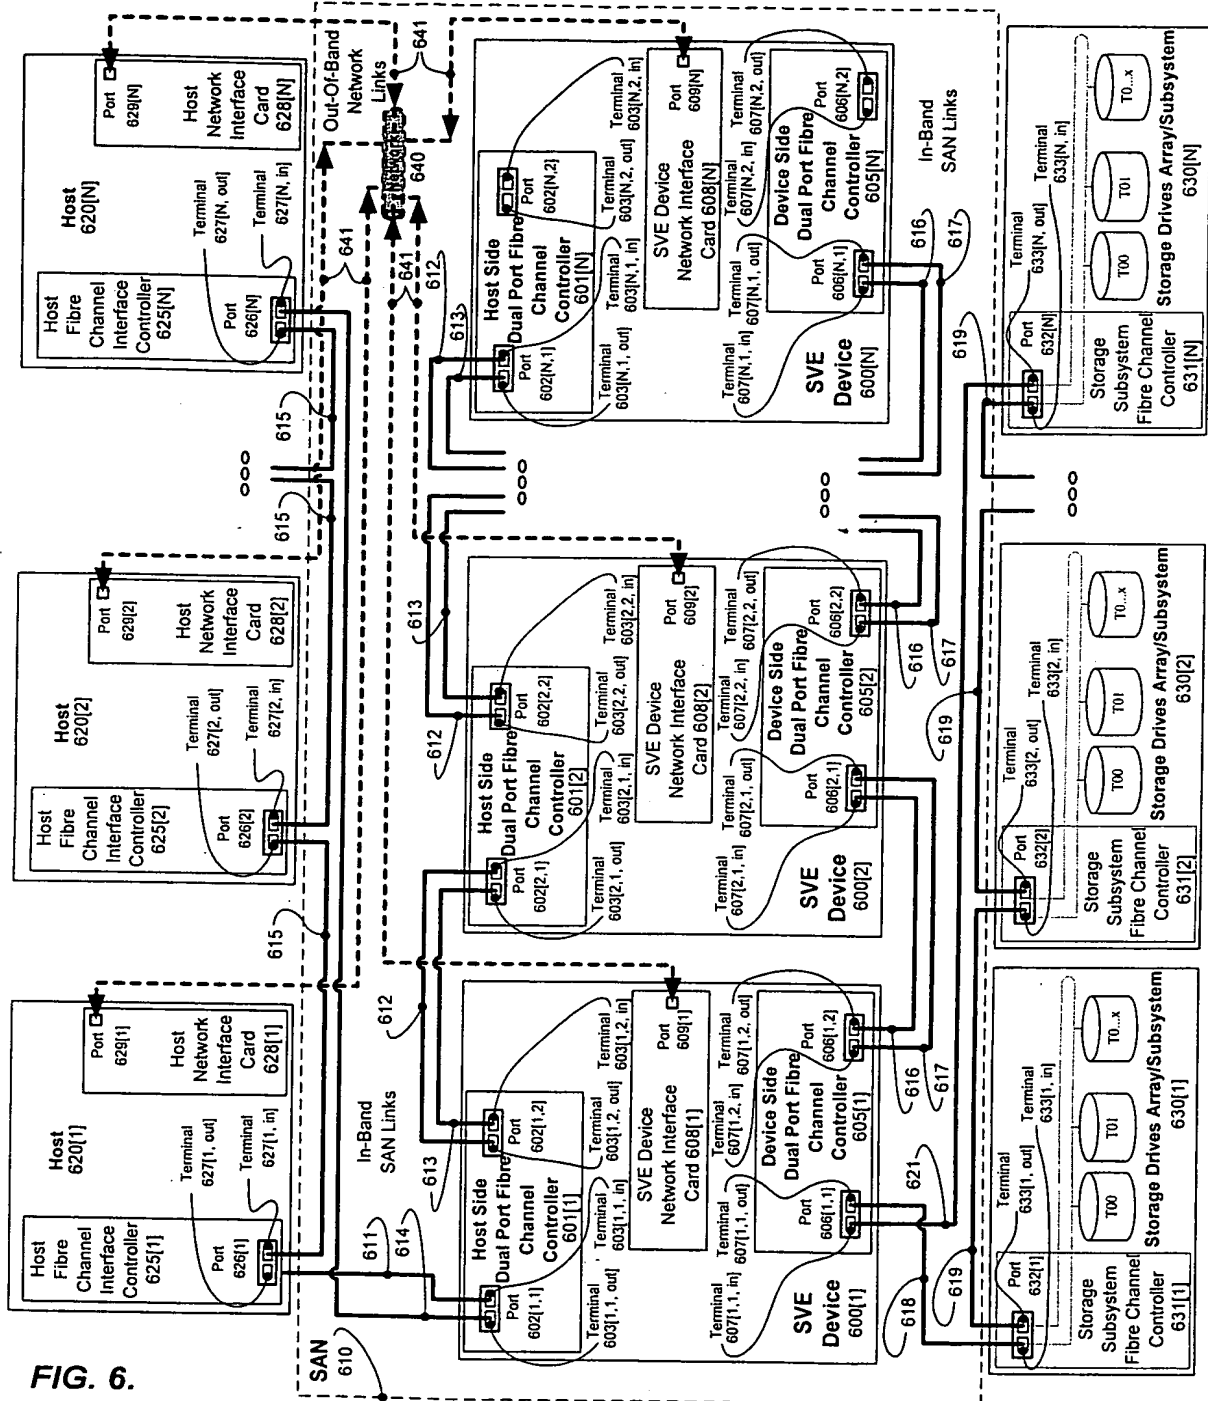 Host
620[1]
Host
Fibre
Channel
Interface
Controller
625[1]
Port
626[1]
Terminal
627[1, out]
Terminal
627[1, in]
Port
629[1]
Host
Network
Interface
Card
628[1]
Host
620[2]
Host
Fibre
Channel
Interface
Controller
625[2]
Port
626[2]
Terminal
627[2, out]
Terminal
627[2, in]
Port
629[2]
Host
Network
Interface
Card
628[2]
Host
620[N]
Host
Fibre
Channel
Interface
Controller
625[N]
Port
626[N]
Terminal
627[N, out]
Terminal
627[N, in]
Port
629[N]
Host
Network
Interface
Card
628[N]
615
615
615
641
641
641
Out-Of-Band
Network
Links
640
In-Band
SAN Links
611
614
612
613
612
613
612
613
SAN
610
Host Side
Dual Port Fibre
Channel
Controller
601[1]
Port
602[1,1]
Port
602[1,2]
Terminal
603[1,1, out]
Terminal
603[1,1, in]
Terminal
603[1,2, out]
Terminal
603[1,2, in]
SVE Device
Network Interface
Card 608[1]
Port
609[1]
Device Side
Dual Port Fibre
Channel
Controller
605[1]
Port
606[1,1]
Port
606[1,2]
Terminal
607[1,1, in]
Terminal
607[1,1, out]
Terminal
607[1,2, in]
Terminal
607[1,2, out]
SVE
Device
600[1]
Host Side
Dual Port Fibre
Channel
Controller
601[2]
Port
602[2,1]
Port
602[2,2]
Terminal
603[2,1, out]
Terminal
603[2,1, in]
Terminal
603[2,2, out]
Terminal
603[2,2, in]
SVE Device
Network Interface
Card 608[2]
Port
609[2]
Device Side
Dual Port Fibre
Channel
Controller
605[2]
Port
606[2,1]
Port
606[2,2]
Terminal
607[2,1, in]
Terminal
607[2,1, out]
Terminal
607[2,2, in]
Terminal
607[2,2, out]
SVE
Device
600[2]
Host Side
Dual Port Fibre
Channel
Controller
601[N]
Port
602[N,1]
Port
602[N,2]
Terminal
603[N,1, out]
Terminal
603[N,1, in]
Terminal
603[N,2, out]
Terminal
603[N,2, in]
SVE Device
Network Interface
Card 608[N]
Port
609[N]
Device Side
Dual Port Fibre
Channel
Controller
605[N]
Port
606[N,1]
Port
606[N,2]
Terminal
607[N,1, in]
Terminal
607[N,1, out]
Terminal
607[N,2, in]
Terminal
607[N,2, out]
SVE
Device
600[N]
616
617
616
617
616
617
In-Band
SAN Links
618
619
621
619
619
Storage
Subsystem
Fibre Channel
Controller
631[1]
Port
632[1]
Terminal
633[1, out]
Terminal
633[1, in]
T00
T01
T0...x
Storage Drives Array/Subsystem
630[1]
Storage
Subsystem
Fibre Channel
Controller
631[2]
Port
632[2]
Terminal
633[2, out]
Terminal
633[2, in]
T00
T01
T0...x
Storage Drives Array/Subsystem
630[2]
Storage
Subsystem
Fibre Channel
Controller
631[N]
Port
632[N]
Terminal
633[N, out]
Terminal
633[N, in]
T00
T01
T0...x
Storage Drives Array/Subsystem
630[N]
FIG. 6.